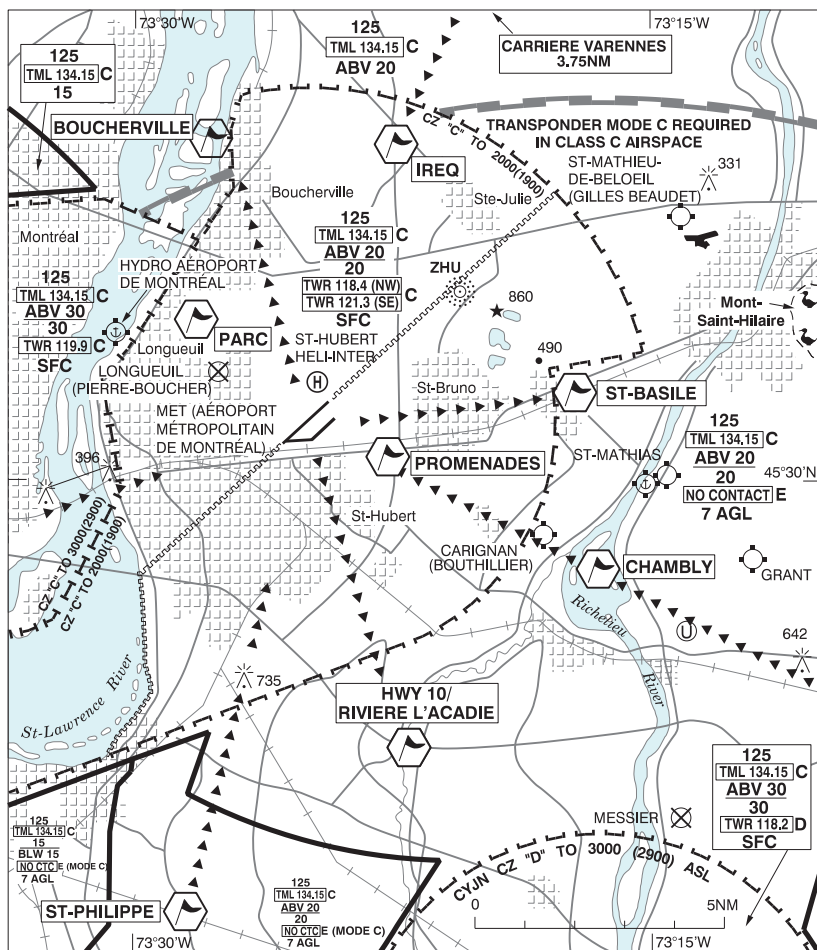 73°30'W
73°15'W
125
TML 134.15 C
15
125
TML 134.15 C
ABV 20
CARRIERE VARENNES
3.75NM
BOUCHERVILLE
IREQ
CZ "C" TO 2000(1900)
TRANSPONDER MODE C REQUIRED
IN CLASS C AIRSPACE
ST-MATHIEU-
DE-BELOEIL
(GILLES BEAUDET)
331
Boucherville
Ste-Julie
Montréal
125
TML 134.15 C
ABV 20
20
TWR 118.4 (NW)
TWR 121.3 (SE)
C
SFC
HYDRO AÉROPORT
DE MONTRÉAL
ZHU
860
125
TML 134.15 C
ABV 30
30
TWR 119.9 C
SFC
PARC
Longueuil
LONGUEUIL
(PIERRE-BOUCHER)
ST-HUBERT
HELI-INTER
H
Mont-
Saint-Hilaire
490
St-Bruno
ST-BASILE
MET (AÉROPORT
MÉTROPOLITAIN
DE MONTRÉAL)
125
TML 134,15 C
ABV 20
20
NO CONTACT E
7 AGL
396
PROMENADES
ST-MATHIAS
45°30'N
St-Hubert
CARIGNAN
(BOUTHILLIER)
CHAMBLY
GRANT
CZ "C" TO 3000(2900)
CZ "C" TO 2000(1900)
Richelieu
River
U
642
735
St-Lawrence River
HWY 10/
RIVIERE L'ACADIE
125
TML 134.15 C
ABV 30
30
TWR 118.2 D
SFC
MESSIER
125
TML 134.15 C
15
BLW 15
NO CTC E (MODE C)
7 AGL
CYJN CZ "D" TO 3000 (2900) ASL
ST-PHILIPPE
125
TML 134.15 C
ABV 20
20
NO CTC E (MODE C)
7 AGL
0
5NM
73°30'W
73°15'W